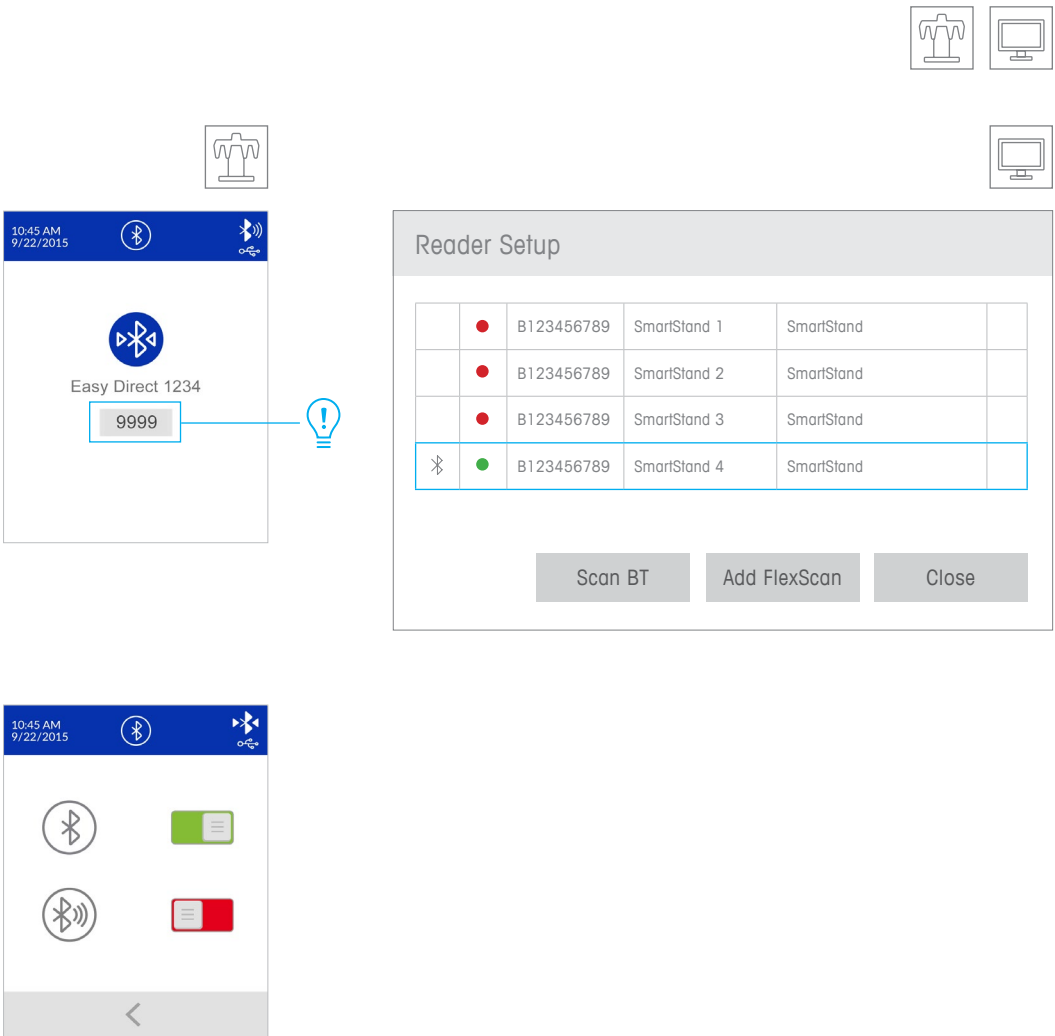 10:45 AM
9/22/2015
Easy Direct 1234
9999
Reader Setup
B123456789 SmartStand 1 SmartStand
B123456789 SmartStand 2 SmartStand
B123456789 SmartStand 3 SmartStand
B123456789 SmartStand 4 SmartStand
Scan BT Add FlexScan Close
10:45 AM
9/22/2015